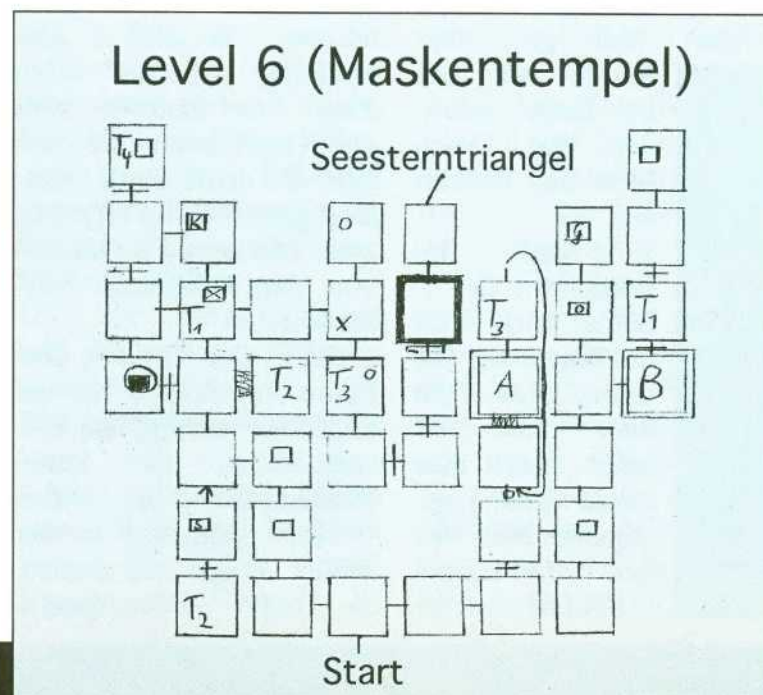 Level 6 (Maskentempel)
T4
Seesterntriangel
K
o
T1
x
T3
o
T1
T2
T3 o
A
B
T2
Start